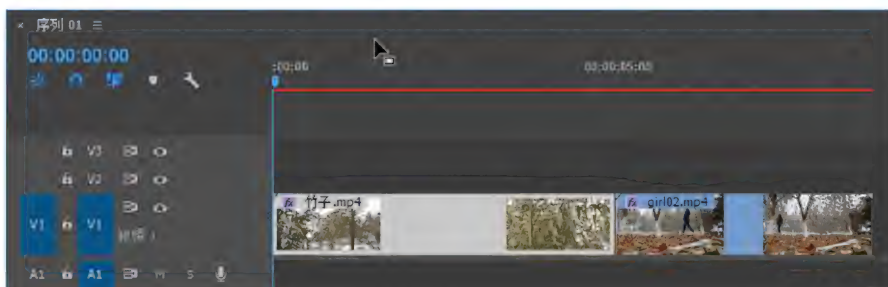 × 序列 01 ≡
00:00:00:00
:00:00 00:00:05:00
V3
V2
竹子.mp4 girl02.mp4
V1 V1
A1 A1 M S